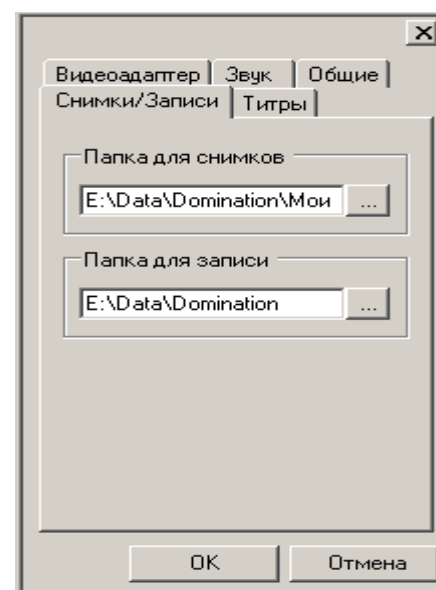 Видеоадаптер Звук Общие
Снимки/Записи Титры
Папка для снимков
E:\Data\Domination\Мои ...
Папка для записи
E:\Data\Domination ...
OK Отмена